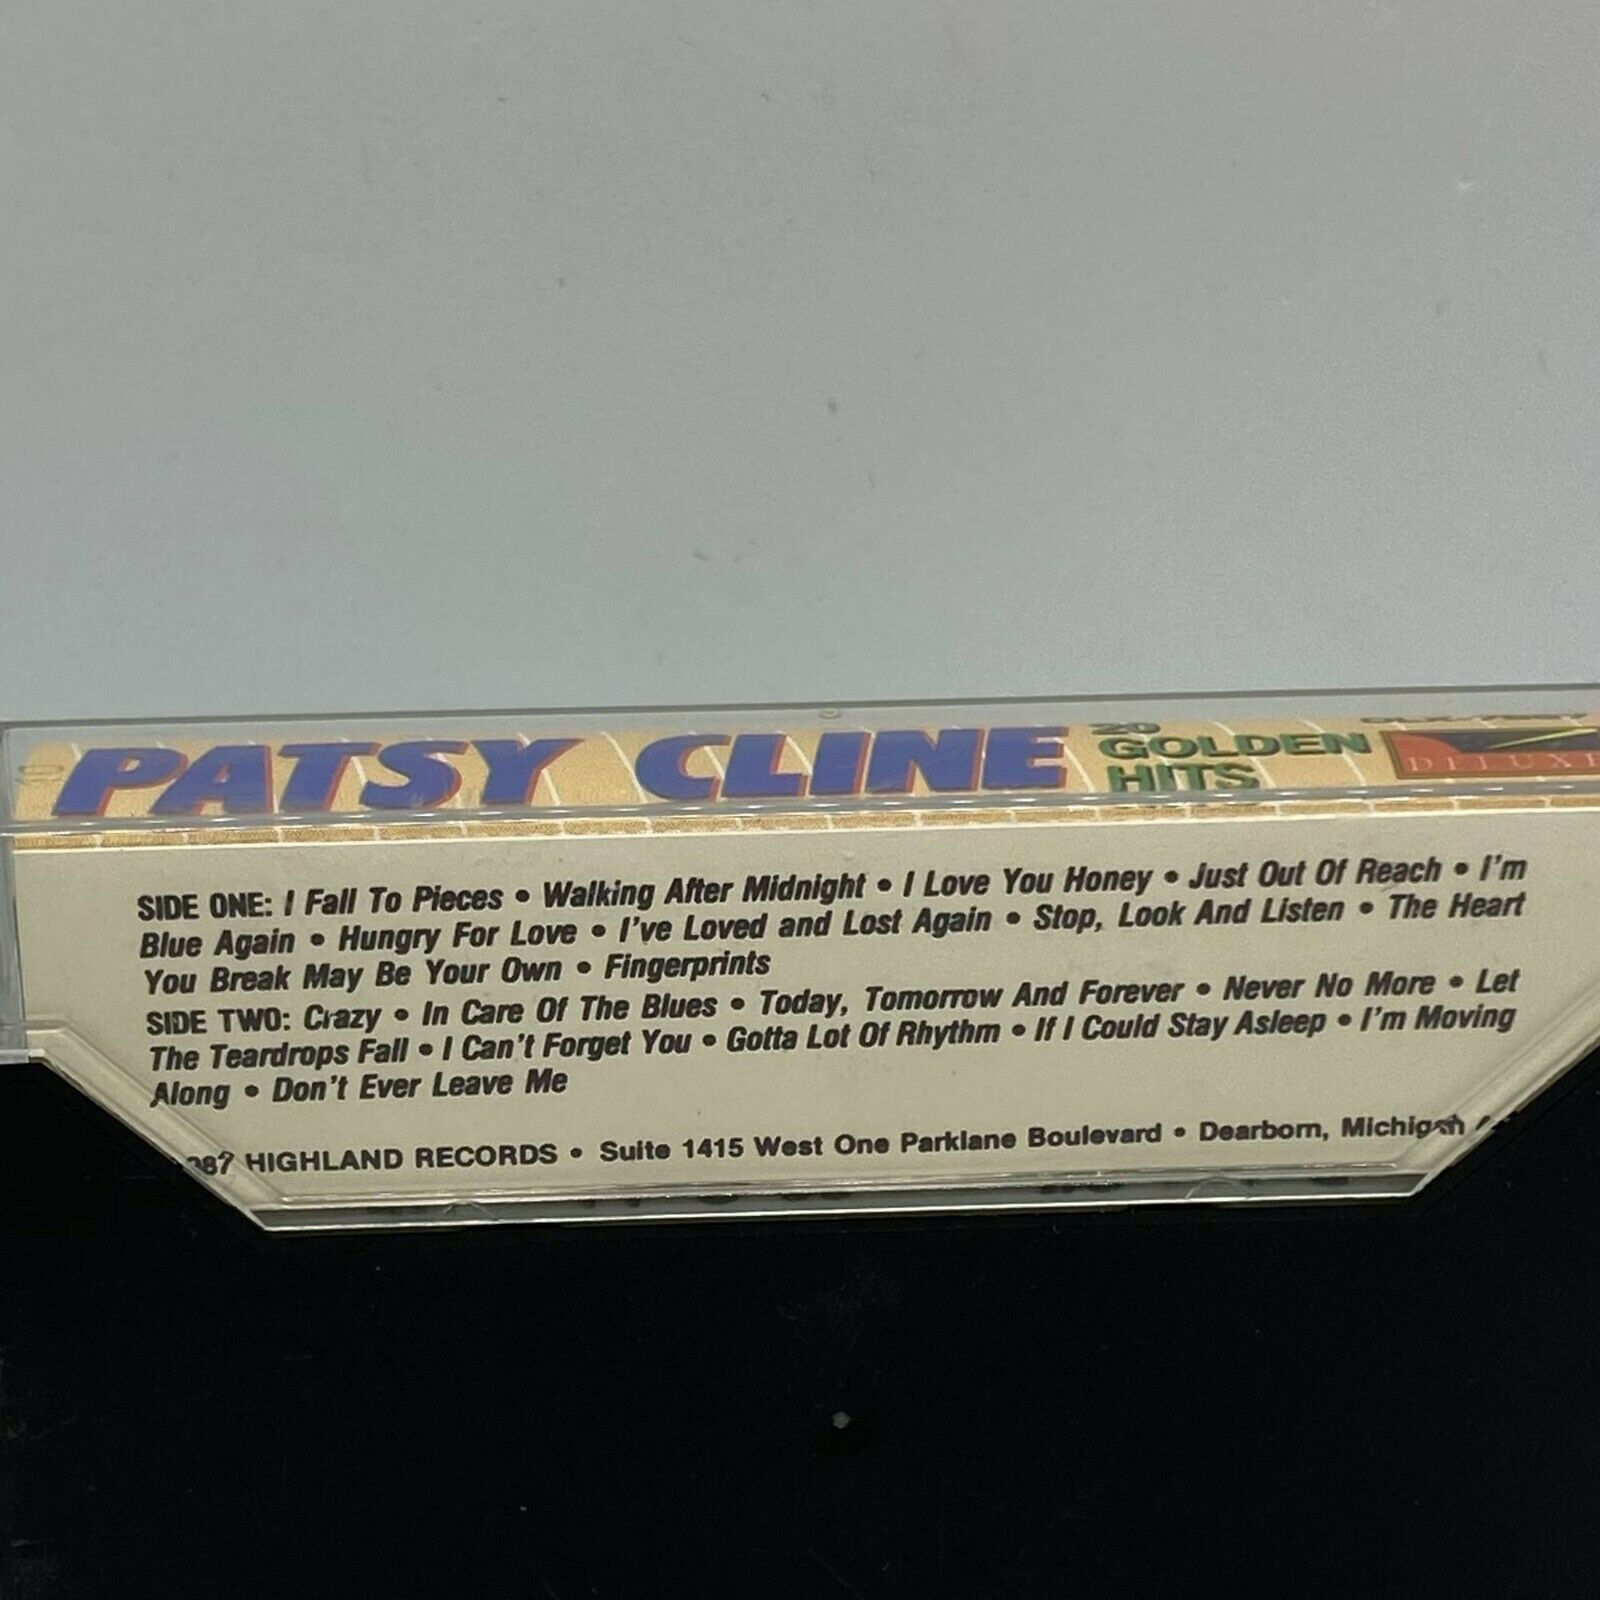 PATSY CLINE
20
GOLDEN
HITS
DELUXE
SIDE ONE: I Fall To Pieces • Walking After Midnight • I Love You Honey • Just Out Of Reach • I'm
Blue Again • Hungry For Love • I've Loved and Lost Again • Stop, Look And Listen • The Heart
You Break May Be Your Own • Fingerprints
SIDE TWO: Crazy • In Care Of The Blues • Today, Tomorrow And Forever • Never No More • Let
The Teardrops Fall • I Can't Forget You • Gotta Lot Of Rhythm • If I Could Stay Asleep • I'm Moving
Along • Don't Ever Leave Me
HIGHLAND RECORDS • Suite 1415 West One Parklane Boulevard • Dearborn, Michigan